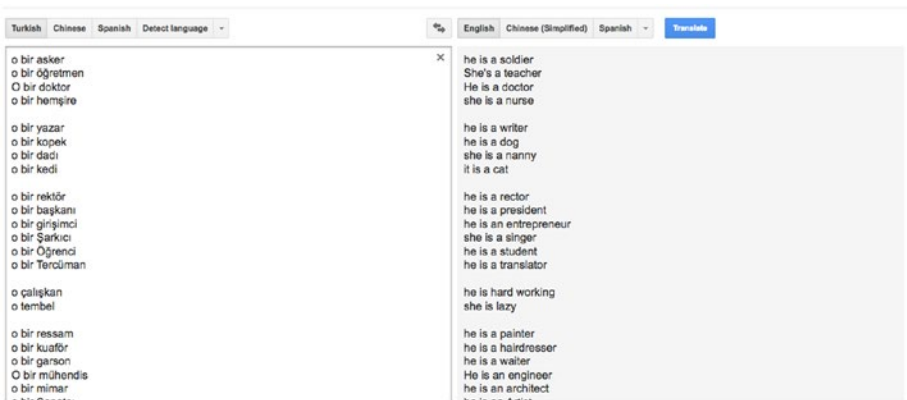 Turkish Chinese Spanish Detect language
English Chinese (Simplified) Spanish Translate
o bir asker
o bir öğretmen
O bir doktor
o bir hemşire
o bir yazar
o bir kopek
o bir dadı
o bir kedi
o bir rektör
o bir başkanı
o bir girişimci
o bir Şarkıcı
o bir Öğrenci
o bir Tercüman
o çalışkan
o tembel
o bir ressam
o bir kuaför
o bir garson
O bir mühendis
o bir mimar
he is a soldier
She's a teacher
He is a doctor
she is a nurse
he is a writer
he is a dog
she is a nanny
it is a cat
he is a rector
he is a president
he is an entrepreneur
she is a singer
he is a student
he is a translator
he is hard working
she is lazy
he is a painter
he is a hairdresser
he is a waiter
He is an engineer
he is an architect
he is an Artist